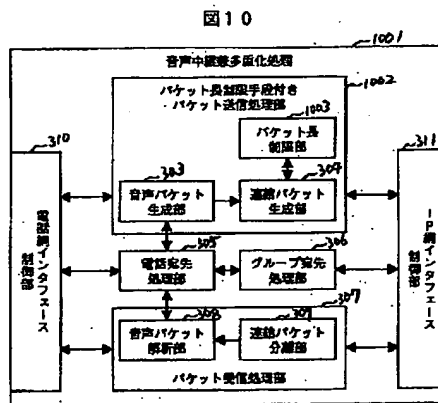 図10
1001
音声中継兼多重化処理
1002
パケット長制限手段付き
パケット送信処理部
1003
パケット長
制限部
310
311
303
304
音声パケット
生成部
連結パケット
生成部
電話網インタフェース
制御部
IP網インタフェース
制御部
305
306
電話宛先
処理部
グループ宛先
処理部
307
308
309
音声パケット
解析部
連結パケット
分離部
パケット受信処理部